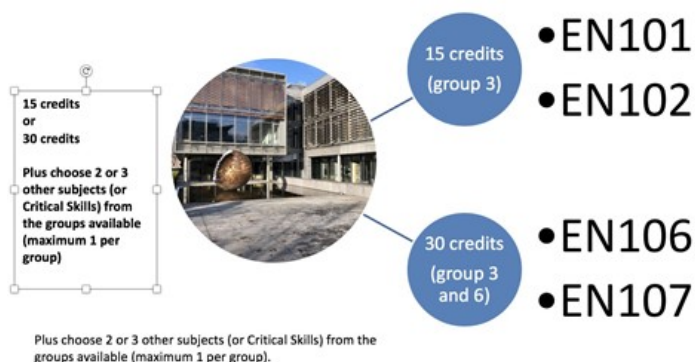 15 credits
or
30 credits
Plus choose 2 or 3
other subjects (or
Critical Skills) from
the groups available
(maximum 1 per
group)
15 credits
(group 3)
•EN101
•EN102
30 credits
(group 3
and 6)
•EN106
•EN107
Plus choose 2 or 3 other subjects (or Critical Skills) from the
groups available (maximum 1 per group).